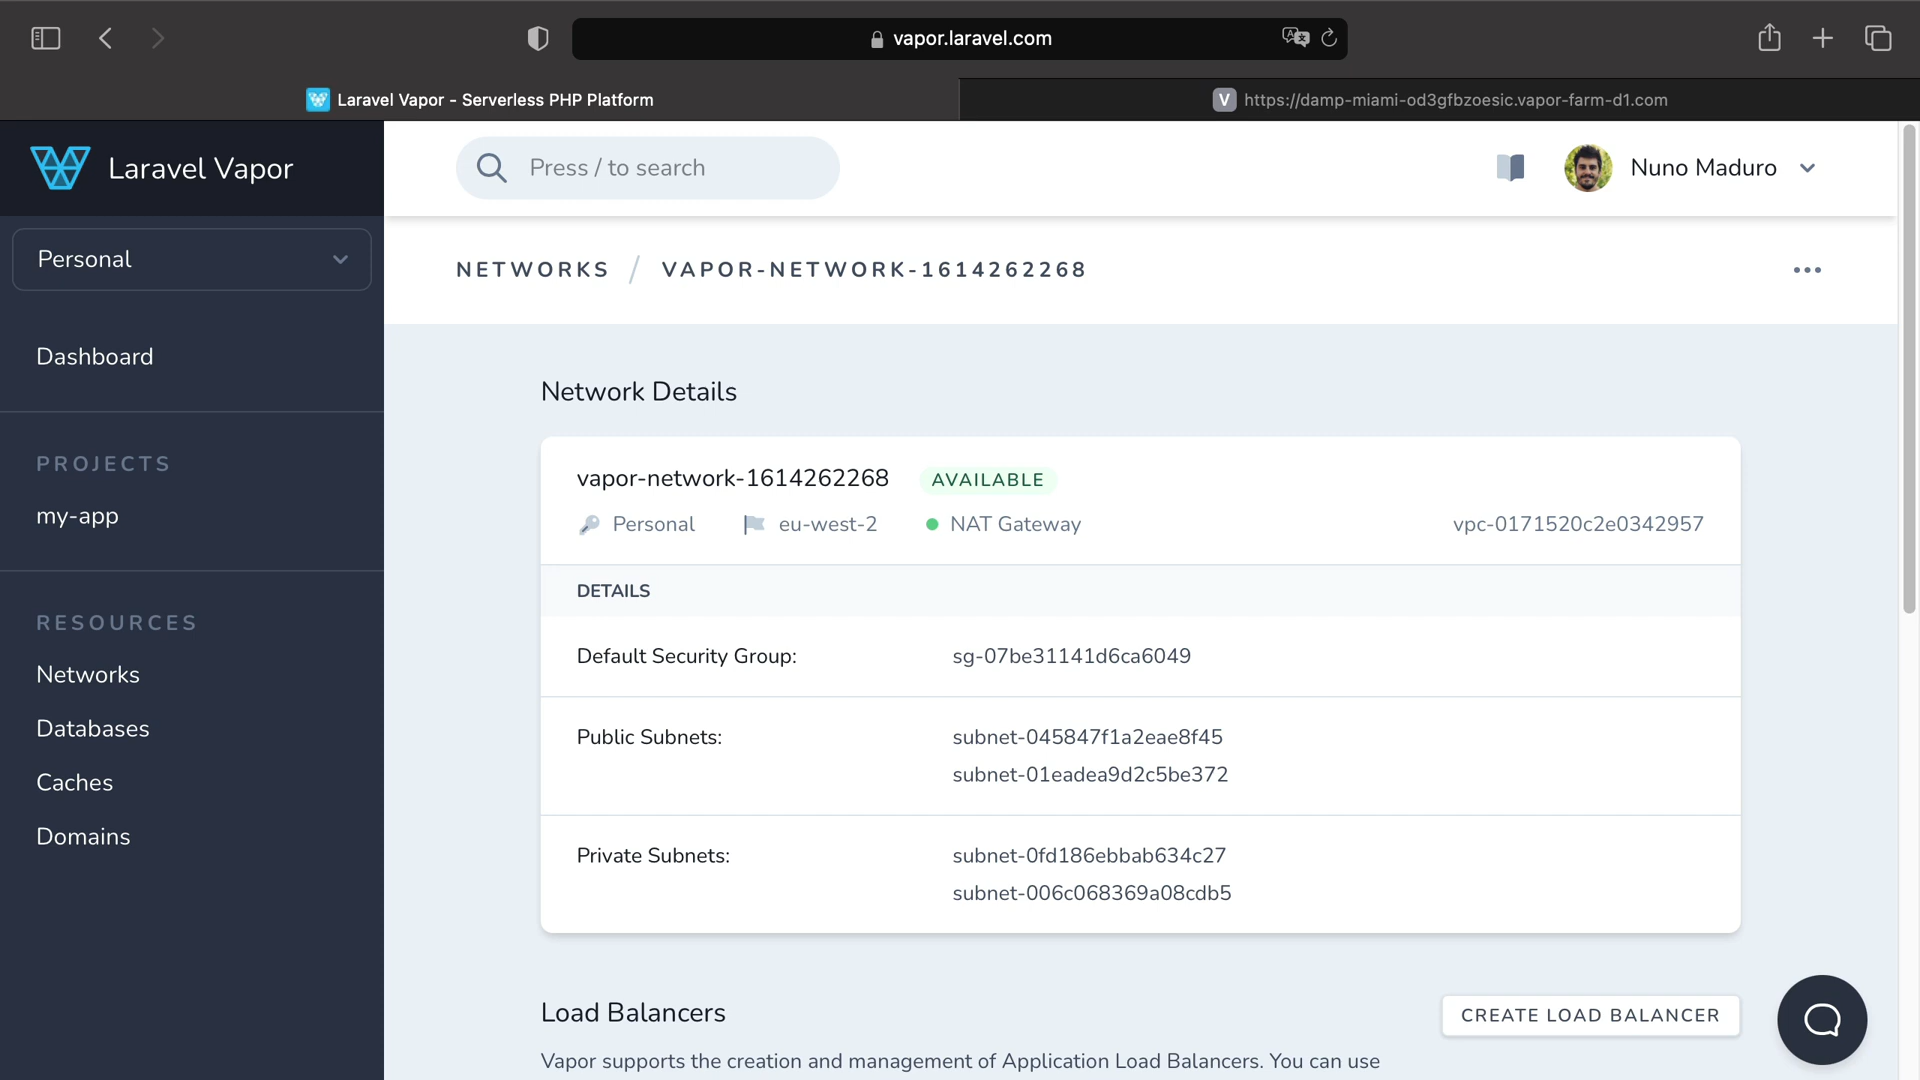 vapor.laravel.com
Laravel Vapor - Serverless PHP Platform
V https://damp-miami-od3gfbzoesic.vapor-farm-d1.com
Laravel Vapor
Press / to search
Nuno Maduro
Personal
NETWORKS / VAPOR-NETWORK-1614262268
Dashboard
PROJECTS
my-app
RESOURCES
Networks
Databases
Caches
Domains
Network Details
vapor-network-1614262268 AVAILABLE
Personal eu-west-2 NAT Gateway vpc-0171520c2e0342957
DETAILS
Default Security Group: sg-07be31141d6ca6049
Public Subnets: subnet-045847f1a2eae8f45
subnet-01eadea9d2c5be372
Private Subnets: subnet-0fd186ebbab634c27
subnet-006c068369a08cdb5
Load Balancers
CREATE LOAD BALANCER
Vapor supports the creation and management of Application Load Balancers. You can use